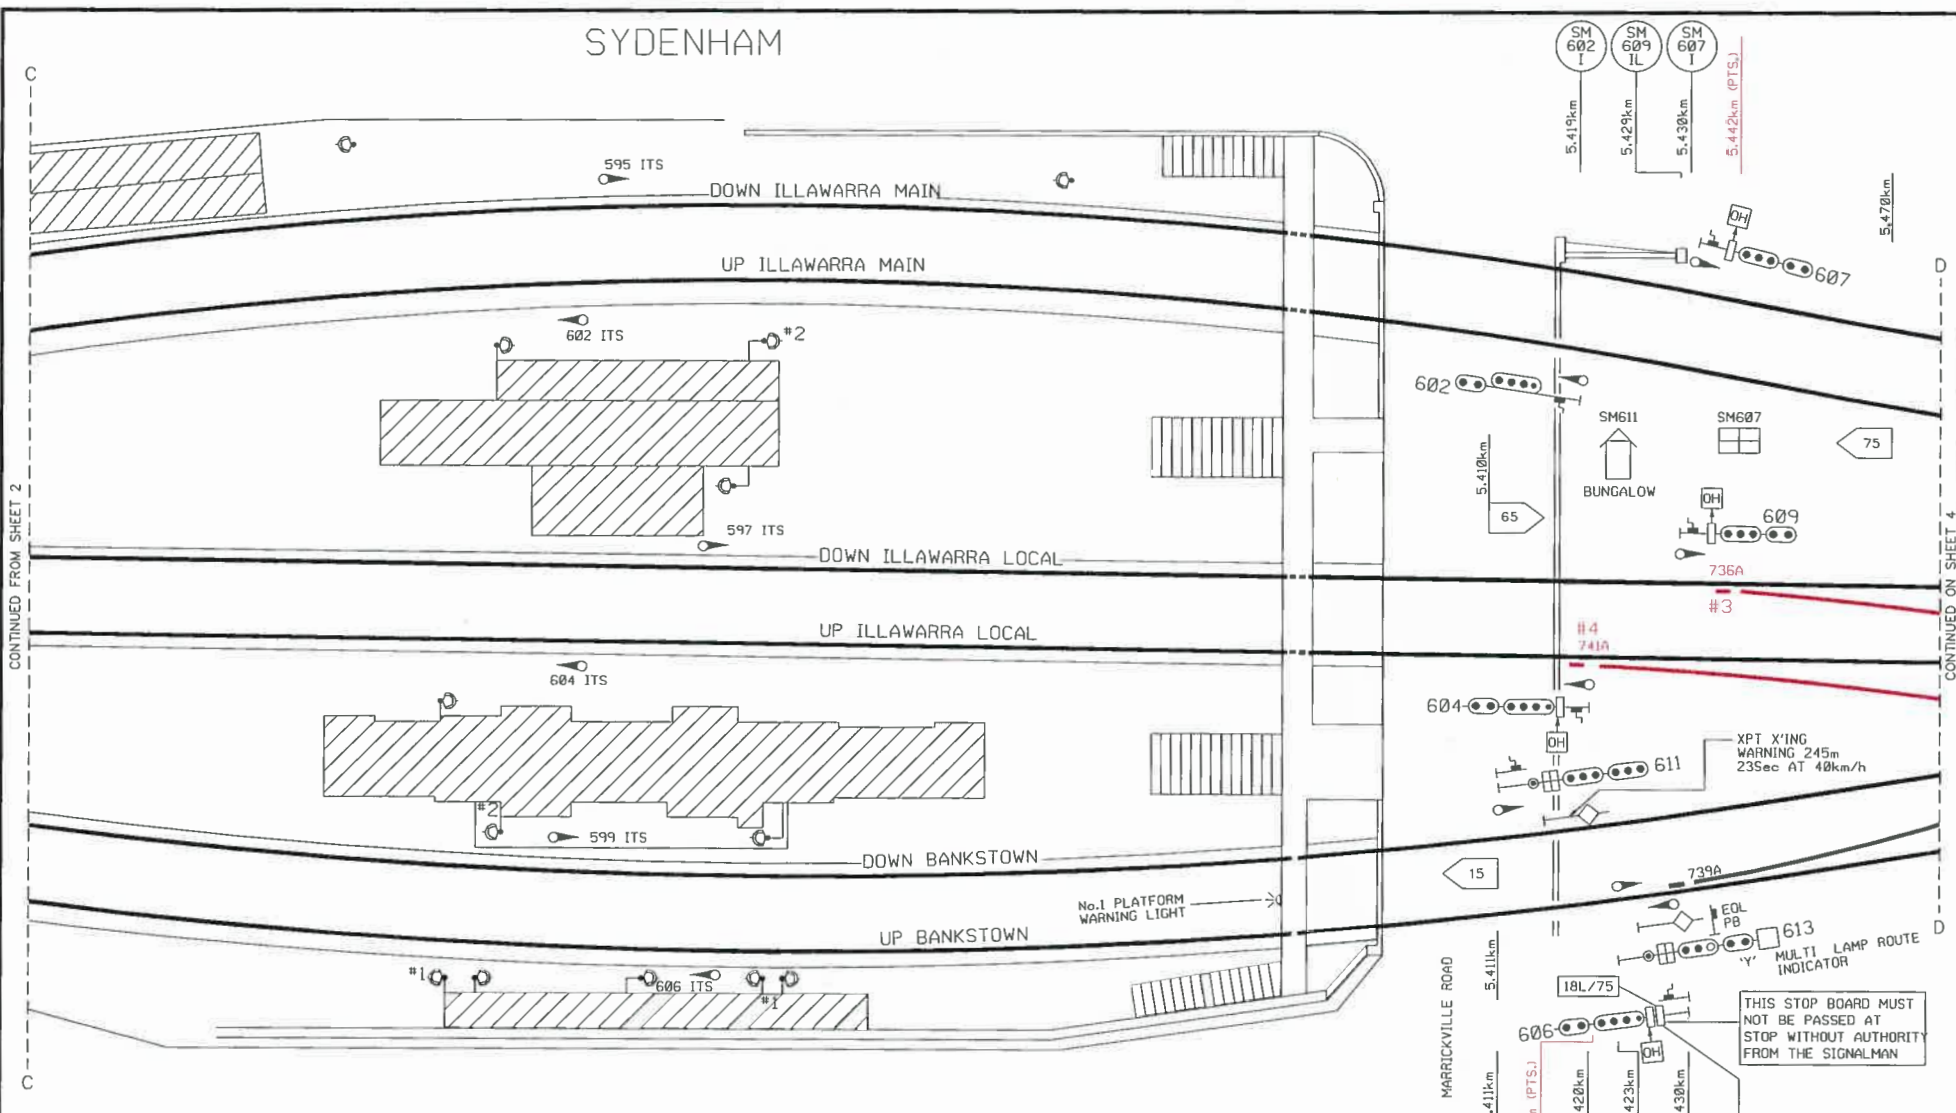 SYDENHAM
C
SM
602
I
SM
609
IL
SM
607
I
5.419km
5.429km
5.430km
5.442km (PTS.)
5.470km
595 ITS
DOWN ILLAWARRA MAIN
UP ILLAWARRA MAIN
OH
607
D
602 ITS
#2
602
SM611
SM607
75
5.410km
BUNGALOW
65
OH
609
597 ITS
DOWN ILLAWARRA LOCAL
736A
#3
CONTINUED FROM SHEET 2
CONTINUED ON SHEET 4
UP ILLAWARRA LOCAL
#4
741A
604 ITS
604
OH
XPT X'ING
WARNING 245m
23Sec AT 40km/h
611
#2
599 ITS
DOWN BANKSTOWN
15
739A
No.1 PLATFORM
WARNING LIGHT
EOL
PB
UP BANKSTOWN
613
'Y' MULTI LAMP ROUTE
INDICATOR
D
#1
606 ITS
#1
MARRICKVILLE ROAD
5.411km
18L/75
606
OH
THIS STOP BOARD MUST
NOT BE PASSED AT
STOP WITHOUT AUTHORITY
FROM THE SIGNALMAN
C
.411km
m (PTS.)
420km
423km
430km